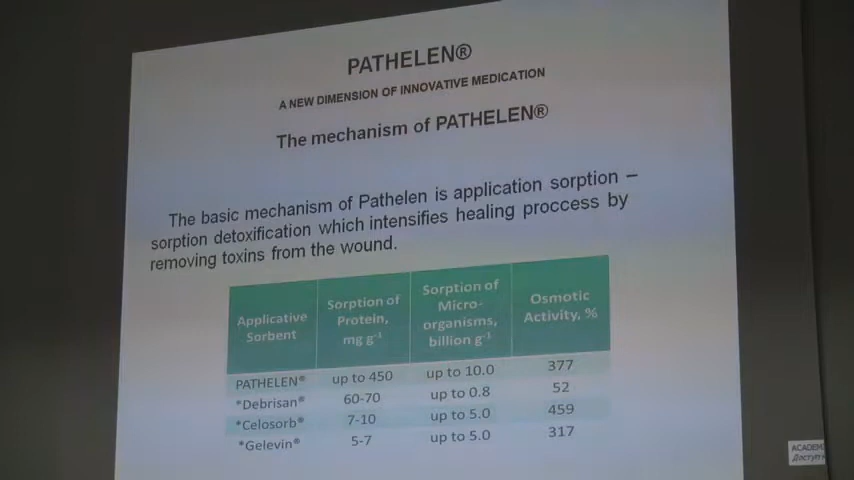 PATHELEN®
A NEW DIMENSION OF INNOVATIVE MEDICATION
The mechanism of PATHELEN®
The basic mechanism of Pathelen is application sorption –
sorption detoxification which intensifies healing proccess by
removing toxins from the wound.
Applicative Sorbent | Sorption of Protein, mg g⁻¹ | Sorption of Micro-organisms, billion g⁻¹ | Osmotic Activity, %
PATHELEN® up to 450 up to 10.0 377
*Debrisan® 60-70 up to 0.8 52
*Celosorb® 7-10 up to 5.0 459
*Gelevin® 5-7 up to 5.0 317